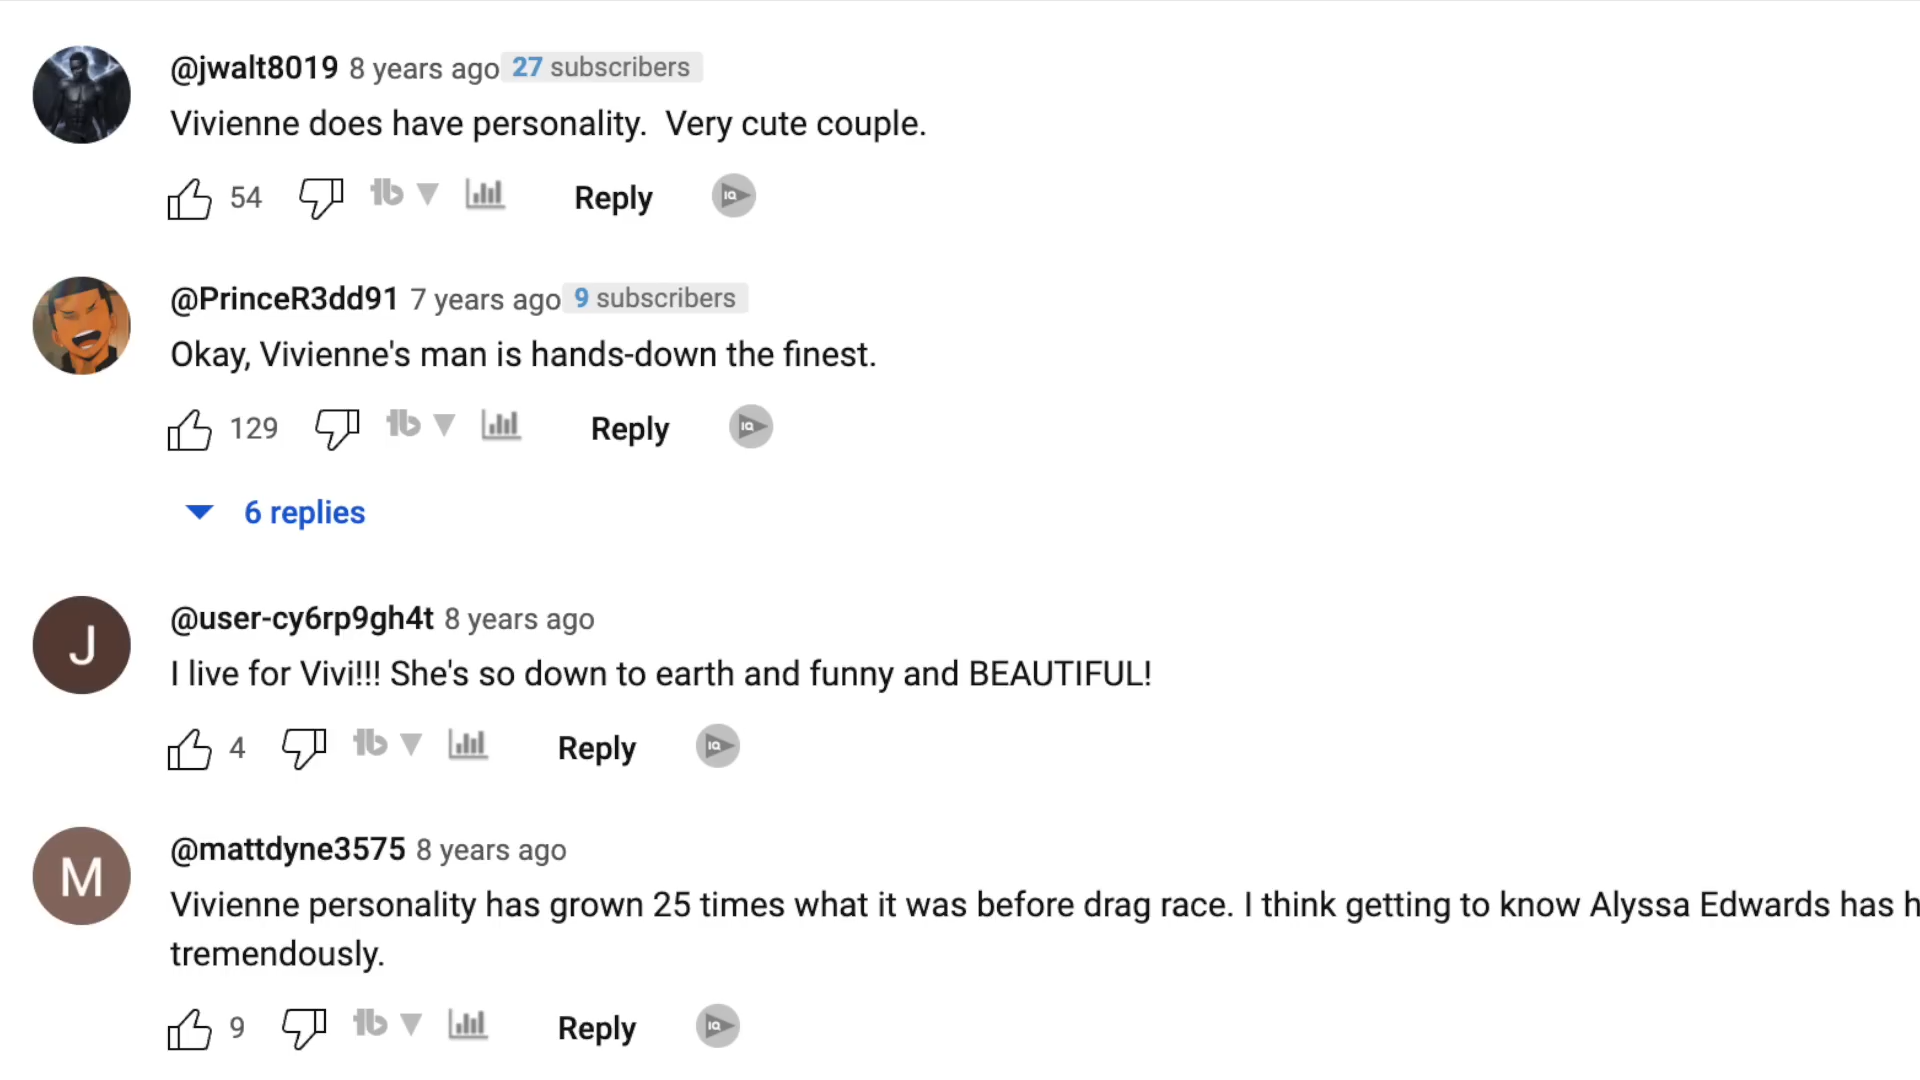 @jwalt8019 8 years ago 27 subscribers
Vivienne does have personality.  Very cute couple.
54 Reply
@PrinceR3dd91 7 years ago 9 subscribers
Okay, Vivienne's man is hands-down the finest.
129 Reply
6 replies
J
@user-cy6rp9gh4t 8 years ago
I live for Vivi!!! She's so down to earth and funny and BEAUTIFUL!
4 Reply
M
@mattdyne3575 8 years ago
Vivienne personality has grown 25 times what it was before drag race. I think getting to know Alyssa Edwards has h
tremendously.
9 Reply